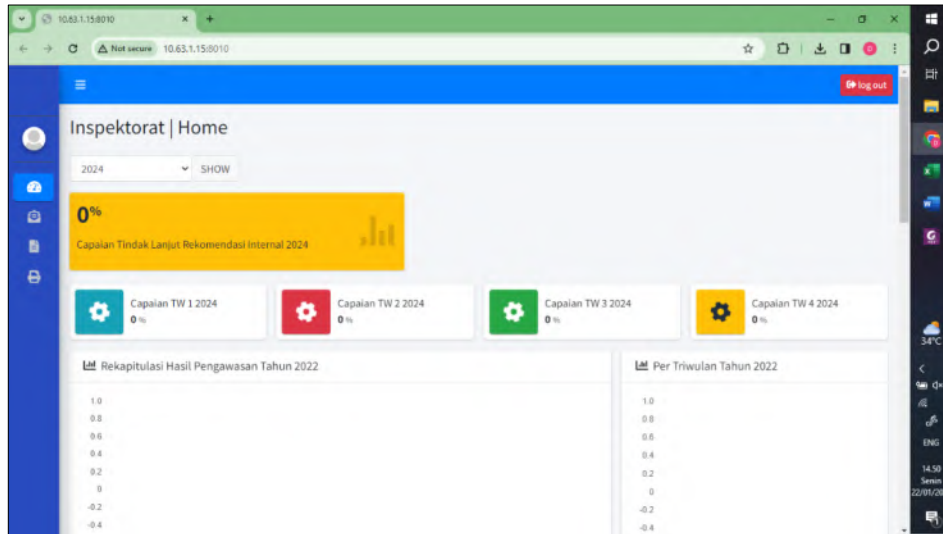 10.63.1.15:8010
Not secure 10.63.1.15:8010
log out
Inspektorat | Home
2024 SHOW
0%
Capaian Tindak Lanjut Rekomendasi Internal 2024
Capaian TW 1 2024
0 %
Capaian TW 2 2024
0 %
Capaian TW 3 2024
0 %
Capaian TW 4 2024
0 %
Rekapitulasi Hasil Pengawasan Tahun 2022
1.0
0.8
0.6
0.4
0.2
0
-0.2
-0.4
Per Triwulan Tahun 2022
1.0
0.8
0.6
0.4
0.2
0
-0.2
-0.4
34°C
ENG
14.50
Senin
22/01/20